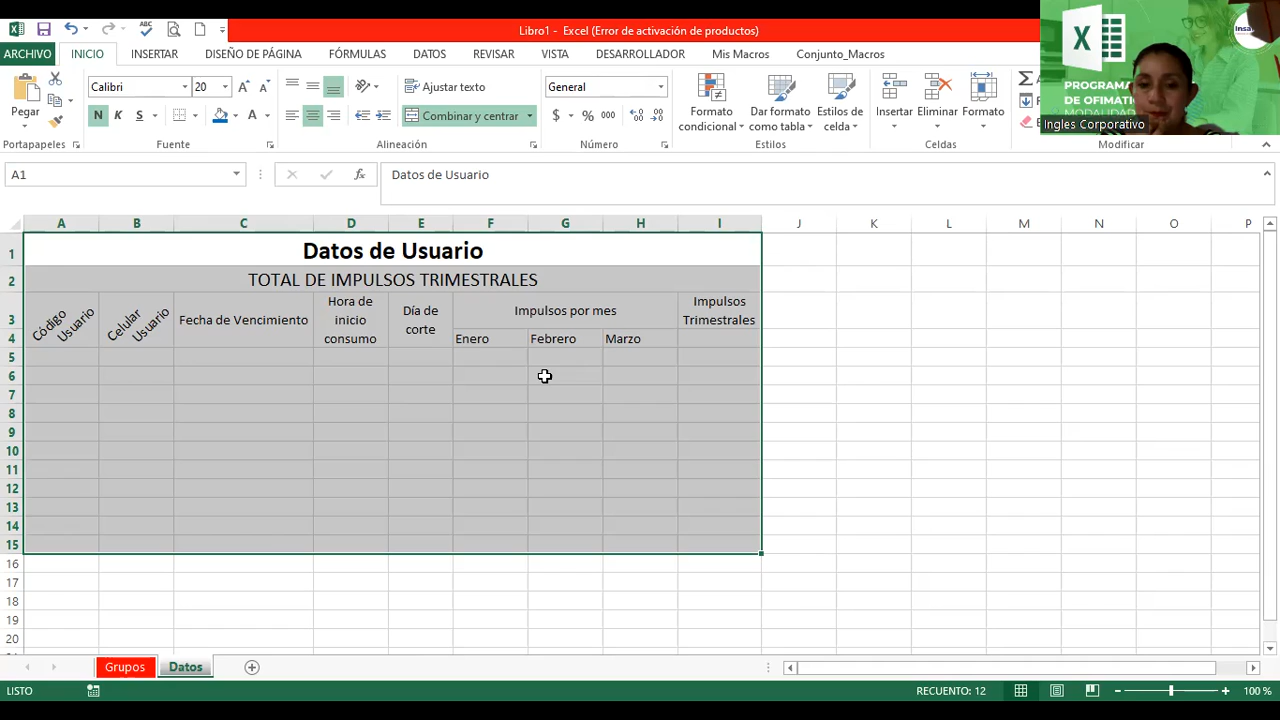 Libro1 - Excel (Error de activación de productos)
ARCHIVO INICIO INSERTAR DISEÑO DE PÁGINA FÓRMULAS DATOS REVISAR VISTA DESARROLLADOR Mis Macros Conjunto_Macros
Pegar
Calibri 20
Ajustar texto
Combinar y centrar
General
Formato condicional
Dar formato como tabla
Estilos de celda
Insertar Eliminar Formato
Portapapeles Fuente Alineación Número Estilos Celdas Modificar
PROGRAMA
DE OFIMATI
MODALIDAD
Ingles Corporativo
A1 Datos de Usuario
A B C D E F G H I J K L M N O P
1 Datos de Usuario
2 TOTAL DE IMPULSOS TRIMESTRALES
3 Código Usuario Celular Usuario Fecha de Vencimiento Hora de inicio consumo Día de corte Impulsos por mes Impulsos Trimestrales
4 Enero Febrero Marzo
5
6
7
8
9
10
11
12
13
14
15
16
17
18
19
20
Grupos Datos
LISTO RECUENTO: 12 100 %